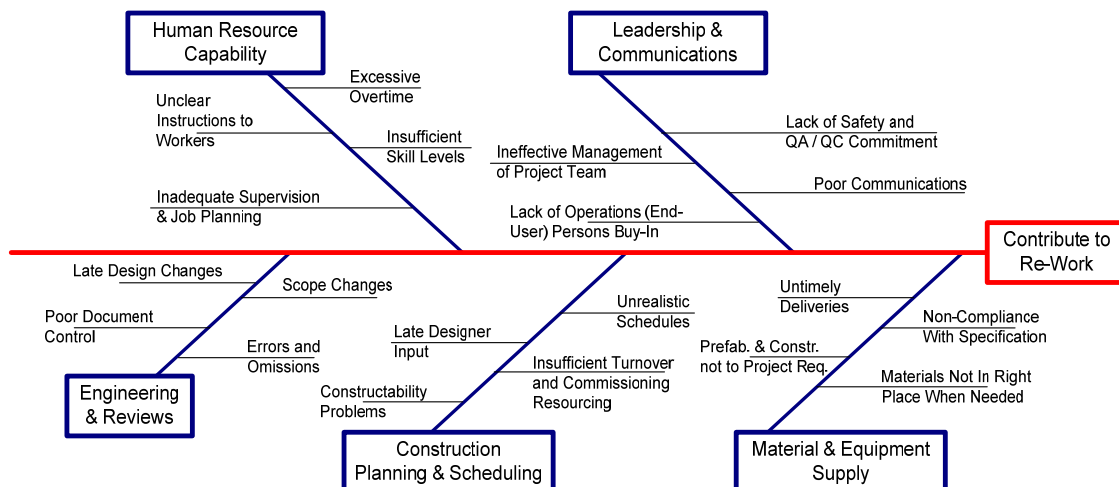 Human Resource
Capability
Excessive
Overtime
Unclear
Instructions to
Workers
Insufficient
Skill Levels
Inadequate Supervision
& Job Planning
Leadership &
Communications
Lack of Safety and
QA / QC Commitment
Ineffective Management
of Project Team
Poor Communications
Lack of Operations (End-
User) Persons Buy-In
Contribute to
Re-Work
Late Design Changes
Scope Changes
Poor Document
Control
Errors and
Omissions
Engineering
& Reviews
Unrealistic
Schedules
Late Designer
Input
Insufficient Turnover
and Commissioning
Resourcing
Constructability
Problems
Construction
Planning & Scheduling
Untimely
Deliveries
Non-Compliance
With Specification
Prefab. & Constr.
not to Project Req.
Materials Not In Right
Place When Needed
Material & Equipment
Supply